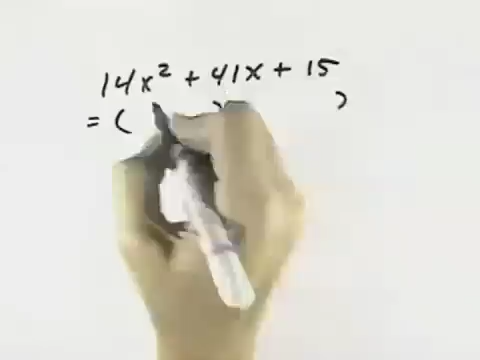 14x² + 41x + 15
= (       )(       )